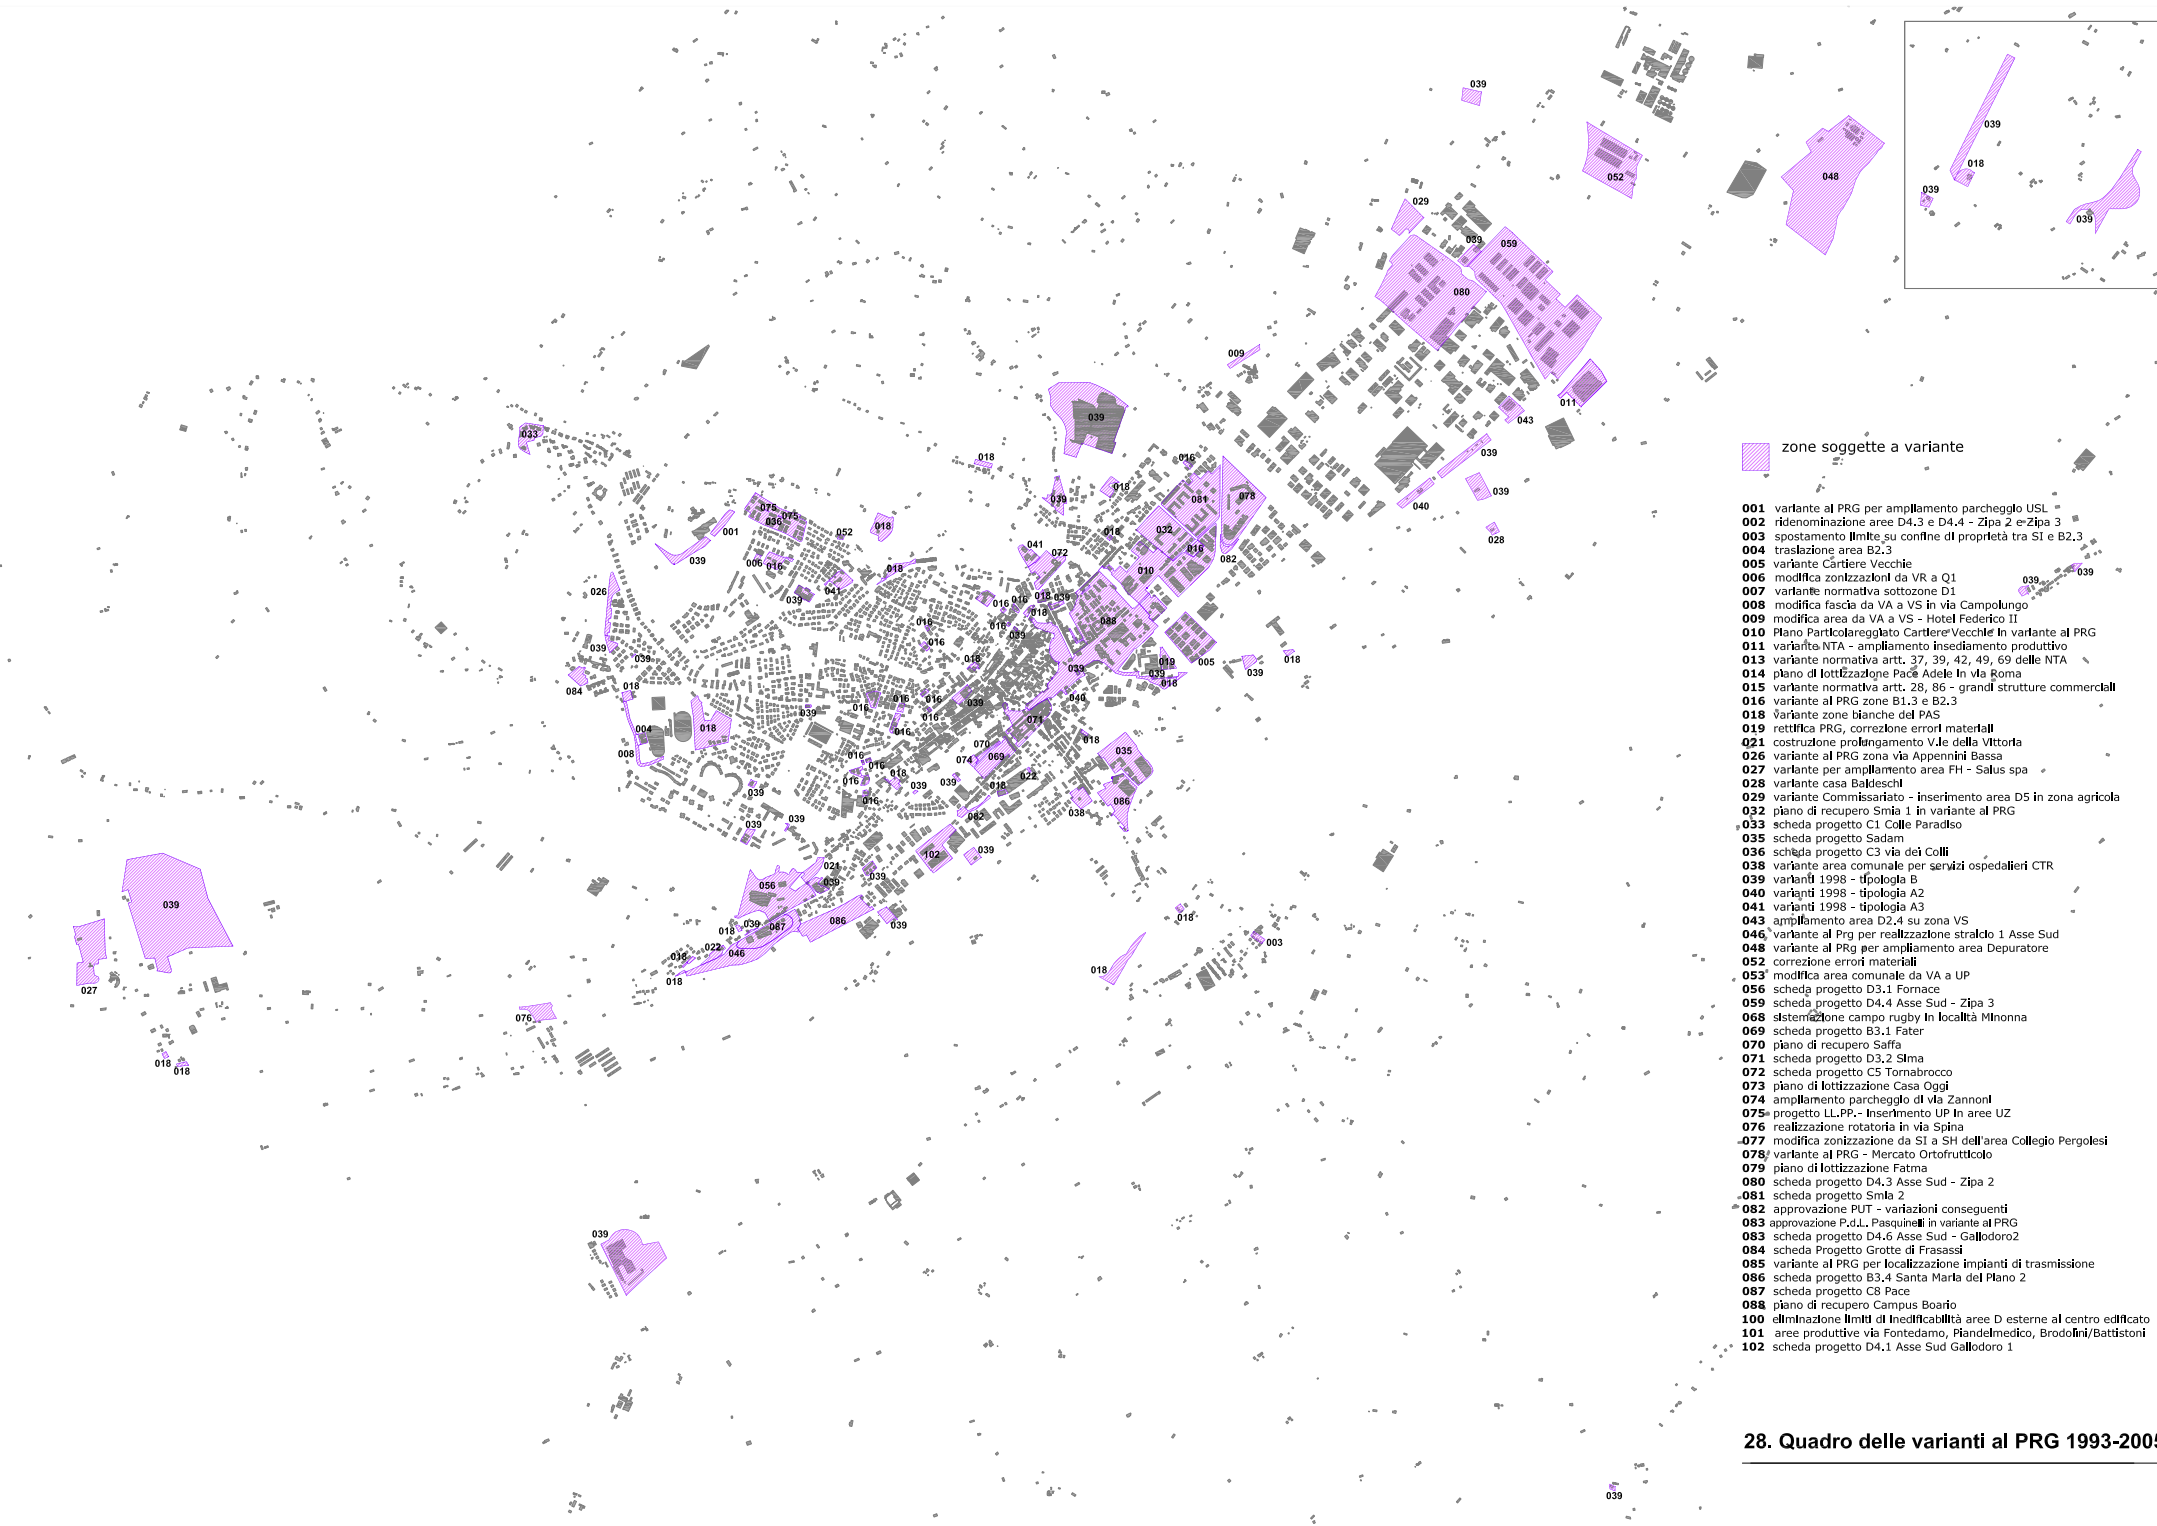 zone soggette a variante
001 variante al PRG per ampliamento parcheggio USL
002 ridenominazione aree D4.3 e D4.4 - Zipa 2 e Zipa 3
003 spostamento limite su confine di proprietà tra SI e B2.3
004 traslazione area B2.3
005 variante Cartiere Vecchie
006 modifica zonizzazioni da VR a Q1
007 variante normativa sottozone D1
008 modifica fascia da VA a VS in via Campolungo
009 modifica area da VA a VS - Hotel Federico II
010 Piano Particolareggiato Cartiere Vecchie in variante al PRG
011 variante NTA - ampliamento insediamento produttivo
013 variante normativa artt. 37, 39, 42, 49, 69 delle NTA
014 piano di lottizzazione Pace Adele in via Roma
015 variante normativa artt. 28, 86 - grandi strutture commerciali
016 variante al PRG zone B1.3 e B2.3
018 variante zone bianche del PAS
019 rettifica PRG, correzione errori materiali
021 costruzione prolungamento V.le della Vittoria
026 variante al PRG zona via Appennini Bassa
027 variante per ampliamento area FH - Salus spa
028 variante casa Baldeschi
029 variante Commissariato - inserimento area D5 in zona agricola
032 piano di recupero Smia 1 in variante al PRG
033 scheda progetto C1 Colle Paradiso
035 scheda progetto Sadam
036 scheda progetto C3 via dei Colli
038 variante area comunale per servizi ospedalieri CTR
039 varianti 1998 - tipologia B
040 varianti 1998 - tipologia A2
041 varianti 1998 - tipologia A3
043 ampliamento area D2.4 su zona VS
046 variante al Prg per realizzazione stralcio 1 Asse Sud
048 variante al PRg per ampliamento area Depuratore
052 correzione errori materiali
053 modifica area comunale da VA a UP
056 scheda progetto D3.1 Fornace
059 scheda progetto D4.4 Asse Sud - Zipa 3
068 sistemazione campo rugby in località Minonna
069 scheda progetto B3.1 Fater
070 piano di recupero Saffa
071 scheda progetto D3.2 Sima
072 scheda progetto C5 Tornabrocco
073 piano di lottizzazione Casa Oggi
074 ampliamento parcheggio di via Zannoni
075 progetto LL.PP.- Inserimento UP in aree UZ
076 realizzazione rotatoria in via Spina
077 modifica zonizzazione da SI a SH dell'area Collegio Pergolesi
078 variante al PRG - Mercato Ortofrutticolo
079 piano di lottizzazione Fatma
080 scheda progetto D4.3 Asse Sud - Zipa 2
081 scheda progetto Smia 2
082 approvazione PUT - variazioni conseguenti
083 approvazione P.d.L. Pasquinelli in variante al PRG
083 scheda progetto D4.6 Asse Sud - Gallodoro2
084 scheda Progetto Grotte di Frasassi
085 variante al PRG per localizzazione impianti di trasmissione
086 scheda progetto B3.4 Santa Maria del Piano 2
087 scheda progetto C8 Pace
088 piano di recupero Campus Boario
100 eliminazione limiti di inedificabilità aree D esterne al centro edificato
101 aree produttive via Fontedamo, Piandelmedico, Brodolini/Battistoni
102 scheda progetto D4.1 Asse Sud Gallodoro 1
28. Quadro delle varianti al PRG 1993-2005